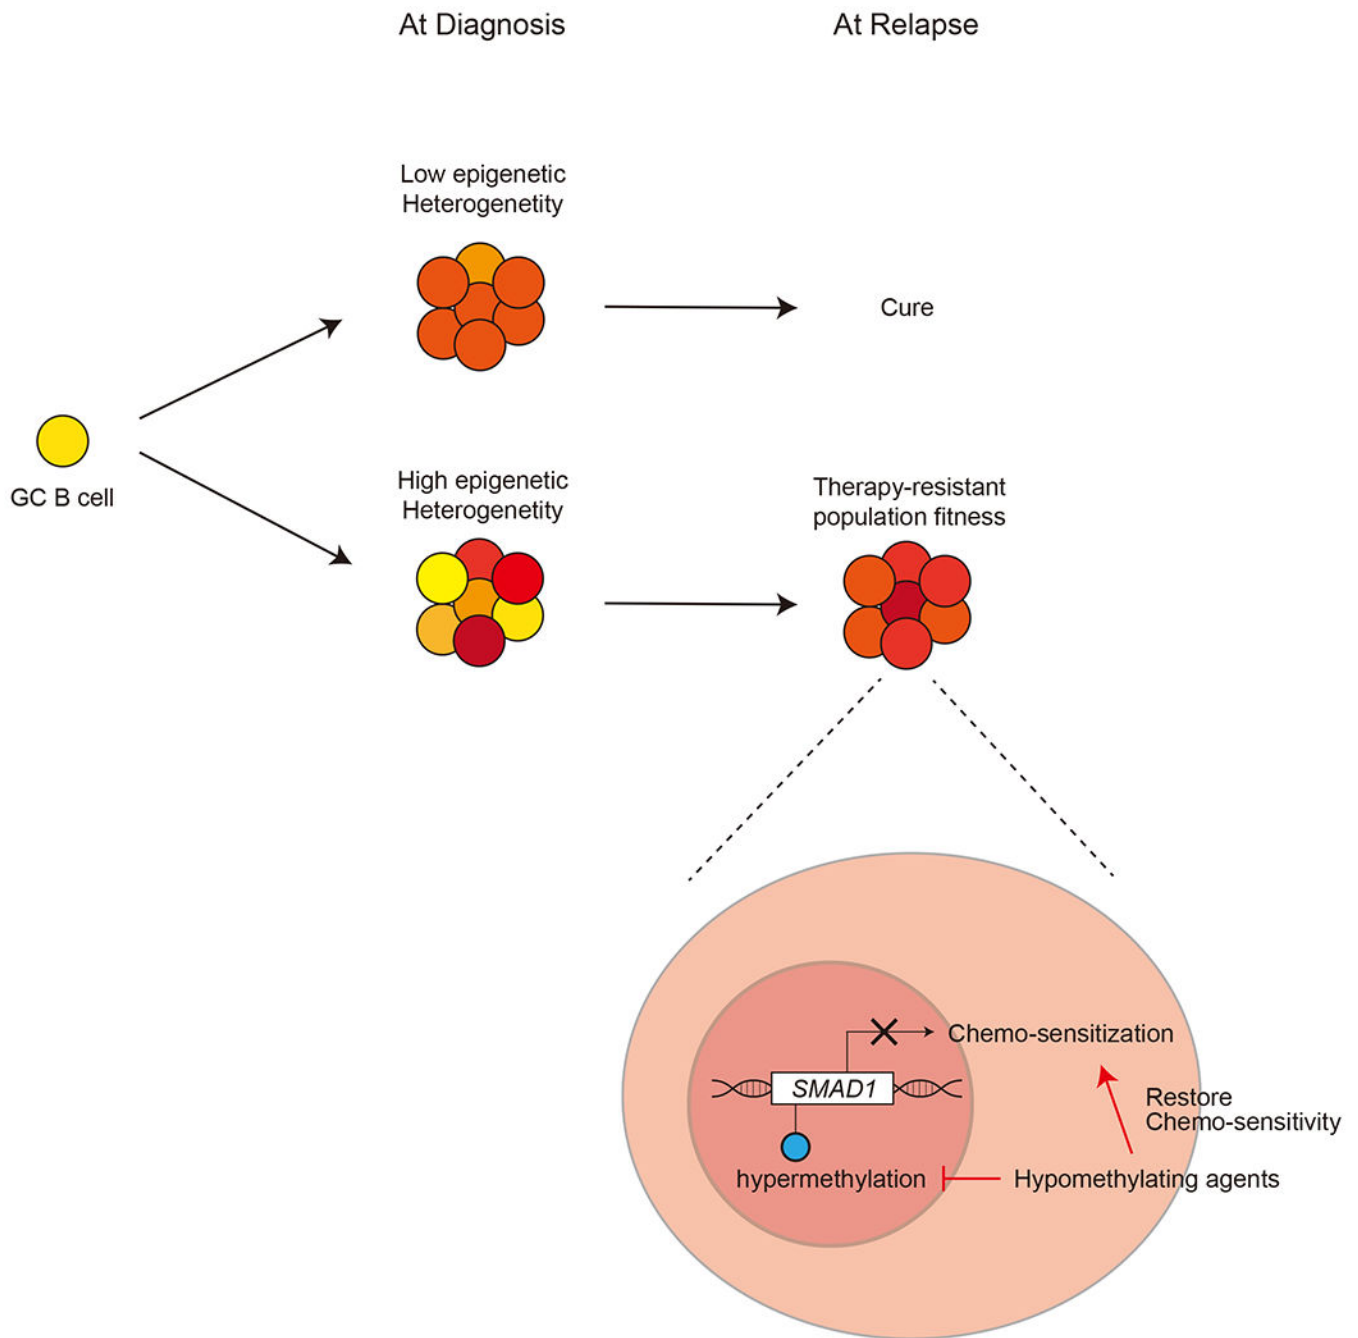 At Diagnosis
At Relapse
Low epigenetic
Heterogenetity
Cure
GC B cell
High epigenetic
Heterogenetity
Therapy-resistant
population fitness
Chemo-sensitization
SMAD1
Restore
Chemo-sensitivity
hypermethylation
Hypomethylating agents